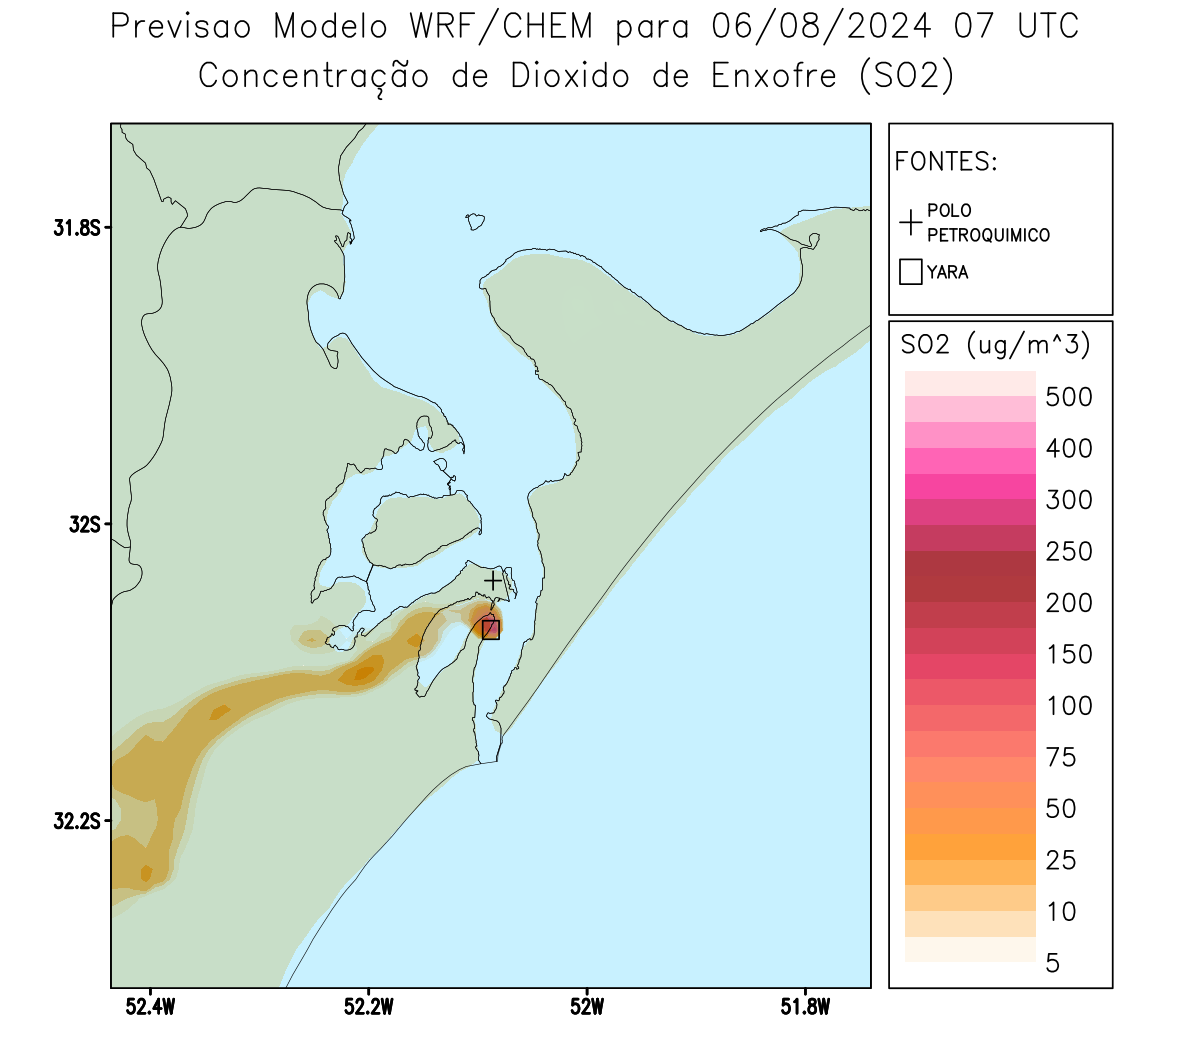 Previsao Modelo WRF/CHEM para 06/08/2024 07 UTC
Concentração de Dioxido de Enxofre (SO2)
FONTES:
POLO
PETROQUIMICO
YARA
SO2 (ug/m^3)
500
400
300
250
200
150
100
75
50
25
10
5
31.8S
32S
32.2S
52.4W
52.2W
52W
51.8W